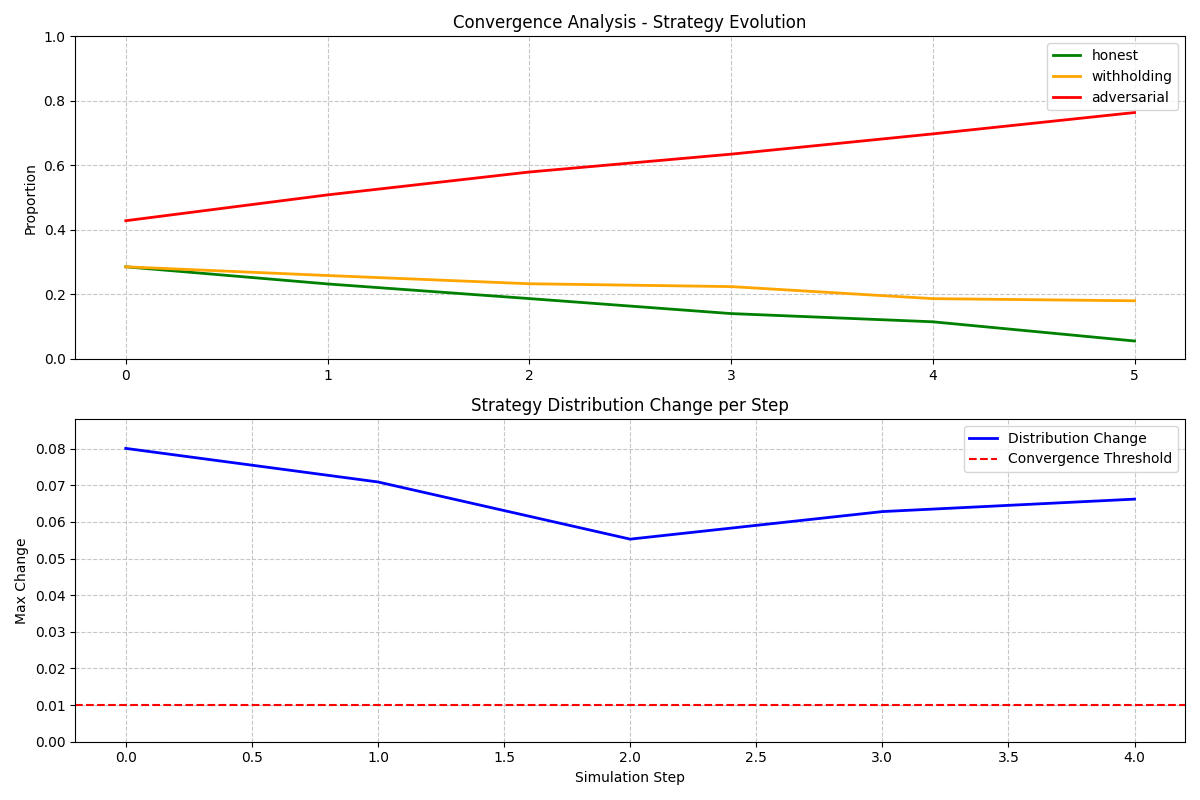 Convergence Analysis - Strategy Evolution
1.0
0.8
0.6
0.4
0.2
0.0
Proportion
honest
withholding
adversarial
0 1 2 3 4 5
Strategy Distribution Change per Step
0.08
0.07
0.06
0.05
0.04
0.03
0.02
0.01
0.00
Max Change
Distribution Change
Convergence Threshold
0.0 0.5 1.0 1.5 2.0 2.5 3.0 3.5 4.0
Simulation Step